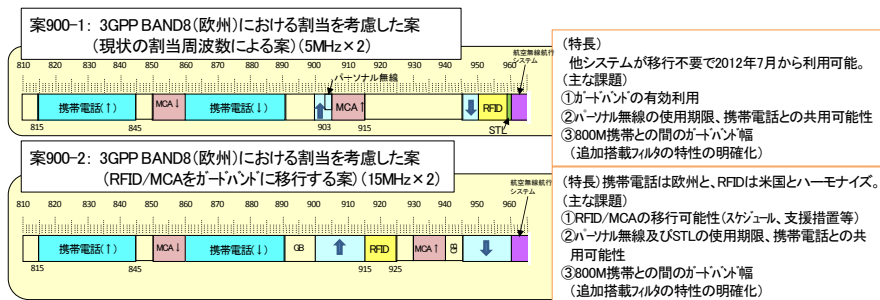 案900-1: 3GPP BAND8(欧州)における割当を考慮した案
(現状の割当周波数による案)(5MHz×2)
航空無線航行
システム
810 820 830 840 850 860 870 880 890 900 910 920 930 940 950 960
パーソナル無線
携帯電話(↑) MCA↓ 携帯電話(↓) MCA↑ RFID
815 845 903 915 STL
(特長)
他システムが移行不要で2012年7月から利用可能。
(主な課題)
①ガードバンドの有効利用
②パーソナル無線の使用期限、携帯電話との共用可能性
③800M携帯との間のガードバンド幅
(追加搭載フィルタの特性の明確化)
案900-2: 3GPP BAND8(欧州)における割当を考慮した案
(RFID/MCAをガードバンドに移行する案)(15MHz×2)
航空無線航行
システム
810 820 830 840 850 860 870 880 890 900 910 920 930 940 950 960
携帯電話(↑) MCA↓ 携帯電話(↓) GB RFID MCA↑ GB
815 845 915 925
(特長)携帯電話は欧州と、RFIDは米国とハーモナイズ。
(主な課題)
①RFID/MCAの移行可能性(スケジュール、支援措置等)
②パーソナル無線及びSTLの使用期限、携帯電話との共
用可能性
③800M携帯との間のガードバンド幅
(追加搭載フィルタの特性の明確化)